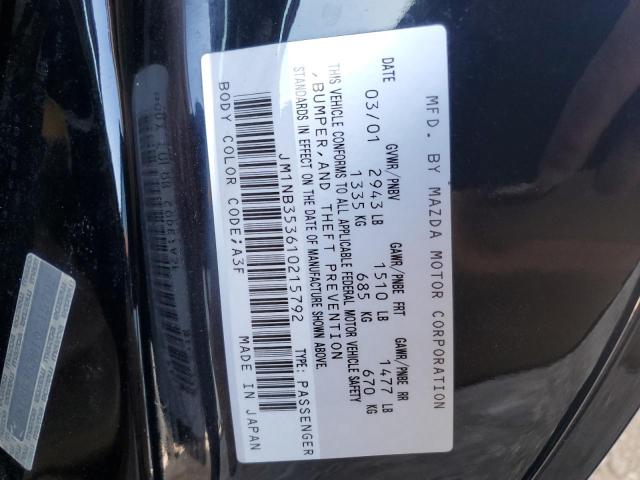 MFD. BY MAZDA MOTOR CORPORATION
DATE GVWR/PNBV GAWR/PNBE FRT GAWR/PNBE RR
03/01 2943 LB 1510 LB 1477 LB
1335 KG 685 KG 670 KG
THIS VEHICLE CONFORMS TO ALL APPLICABLE FEDERAL MOTOR VEHICLE SAFETY
, BUMPER, AND THEFT PREVENTION
STANDARDS IN EFFECT ON THE DATE OF MANUFACTURE SHOWN ABOVE.
JM1NB353610215792 TYPE: PASSENGER
BODY COLOR CODE;A3F MADE IN JAPAN